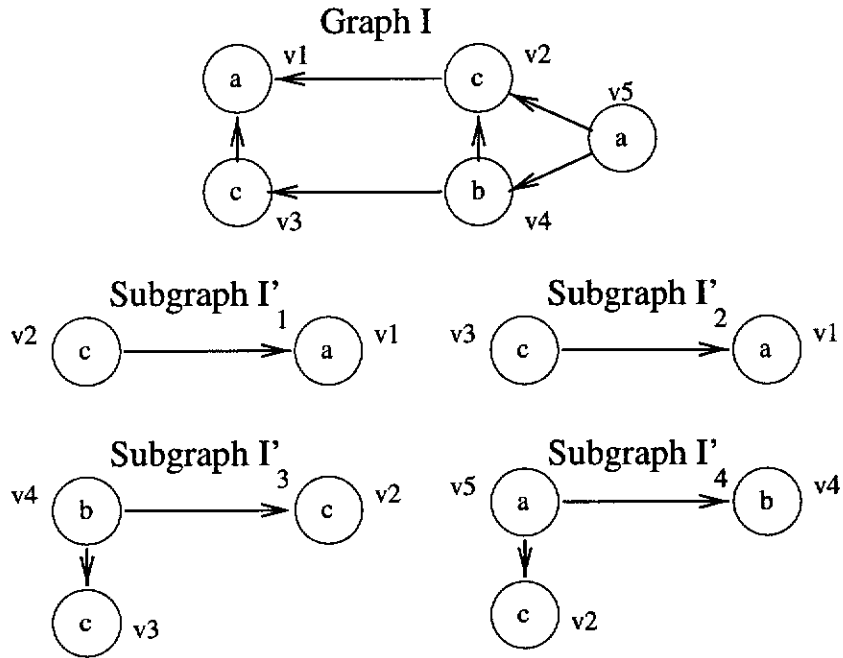 Graph I
a v1 c v2
v5
a
c v3 b v4
Subgraph I' 1
v2 c a v1
Subgraph I' 2
v3 c a v1
Subgraph I' 3
v4 b c v2
c v3
Subgraph I' 4
v5 a b v4
c v2